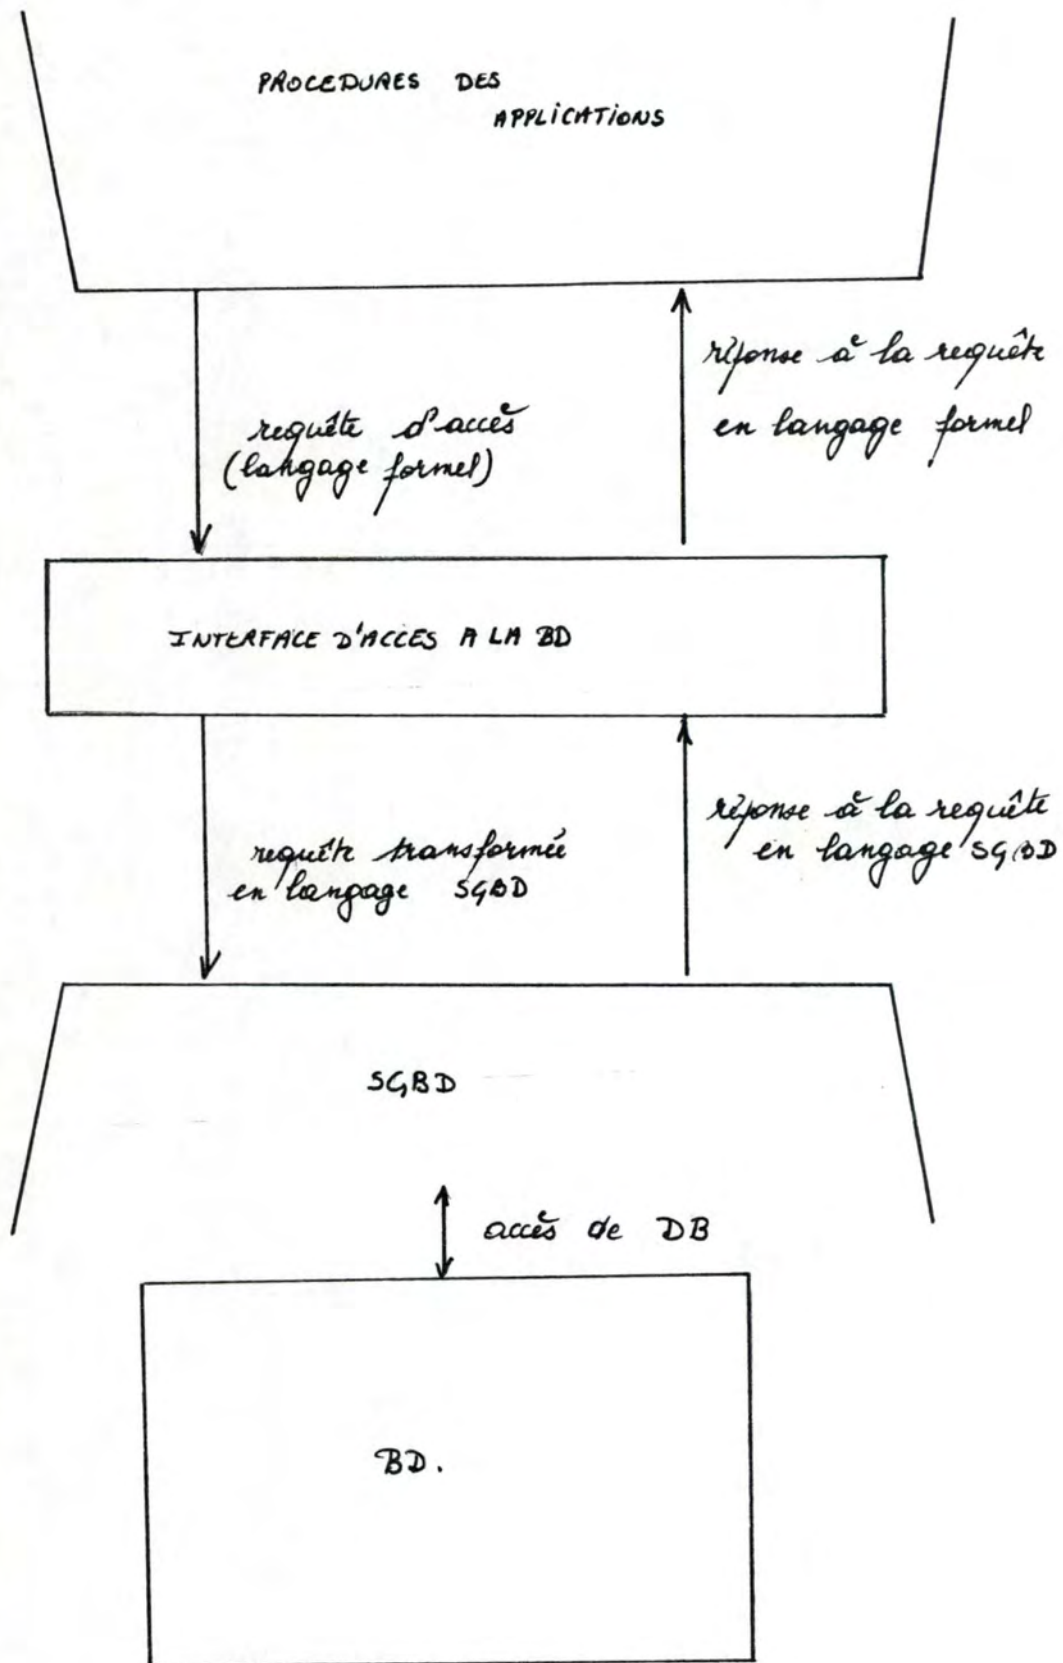 PROCEDURES DES
APPLICATIONS
réponse à la requête
en langage formel
requête d'accès
(langage formel)
INTERFACE D'ACCES A LA BD
réponse à la requête
en langage SGBD
requête transformée
en langage SGBD
SGBD
accès de DB
BD.